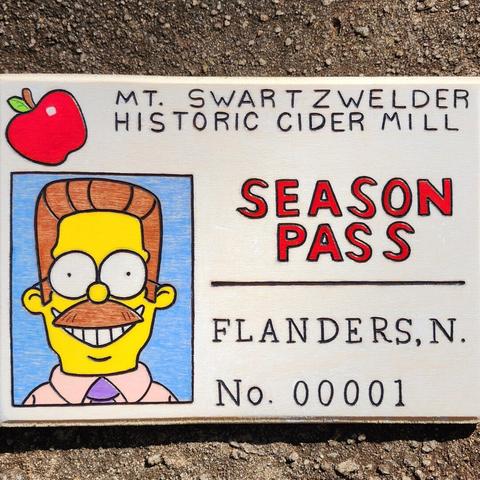 MT. SWARTZWELDER
HISTORIC CIDER MILL
SEASON
PASS
FLANDERS, N.
No. 00001